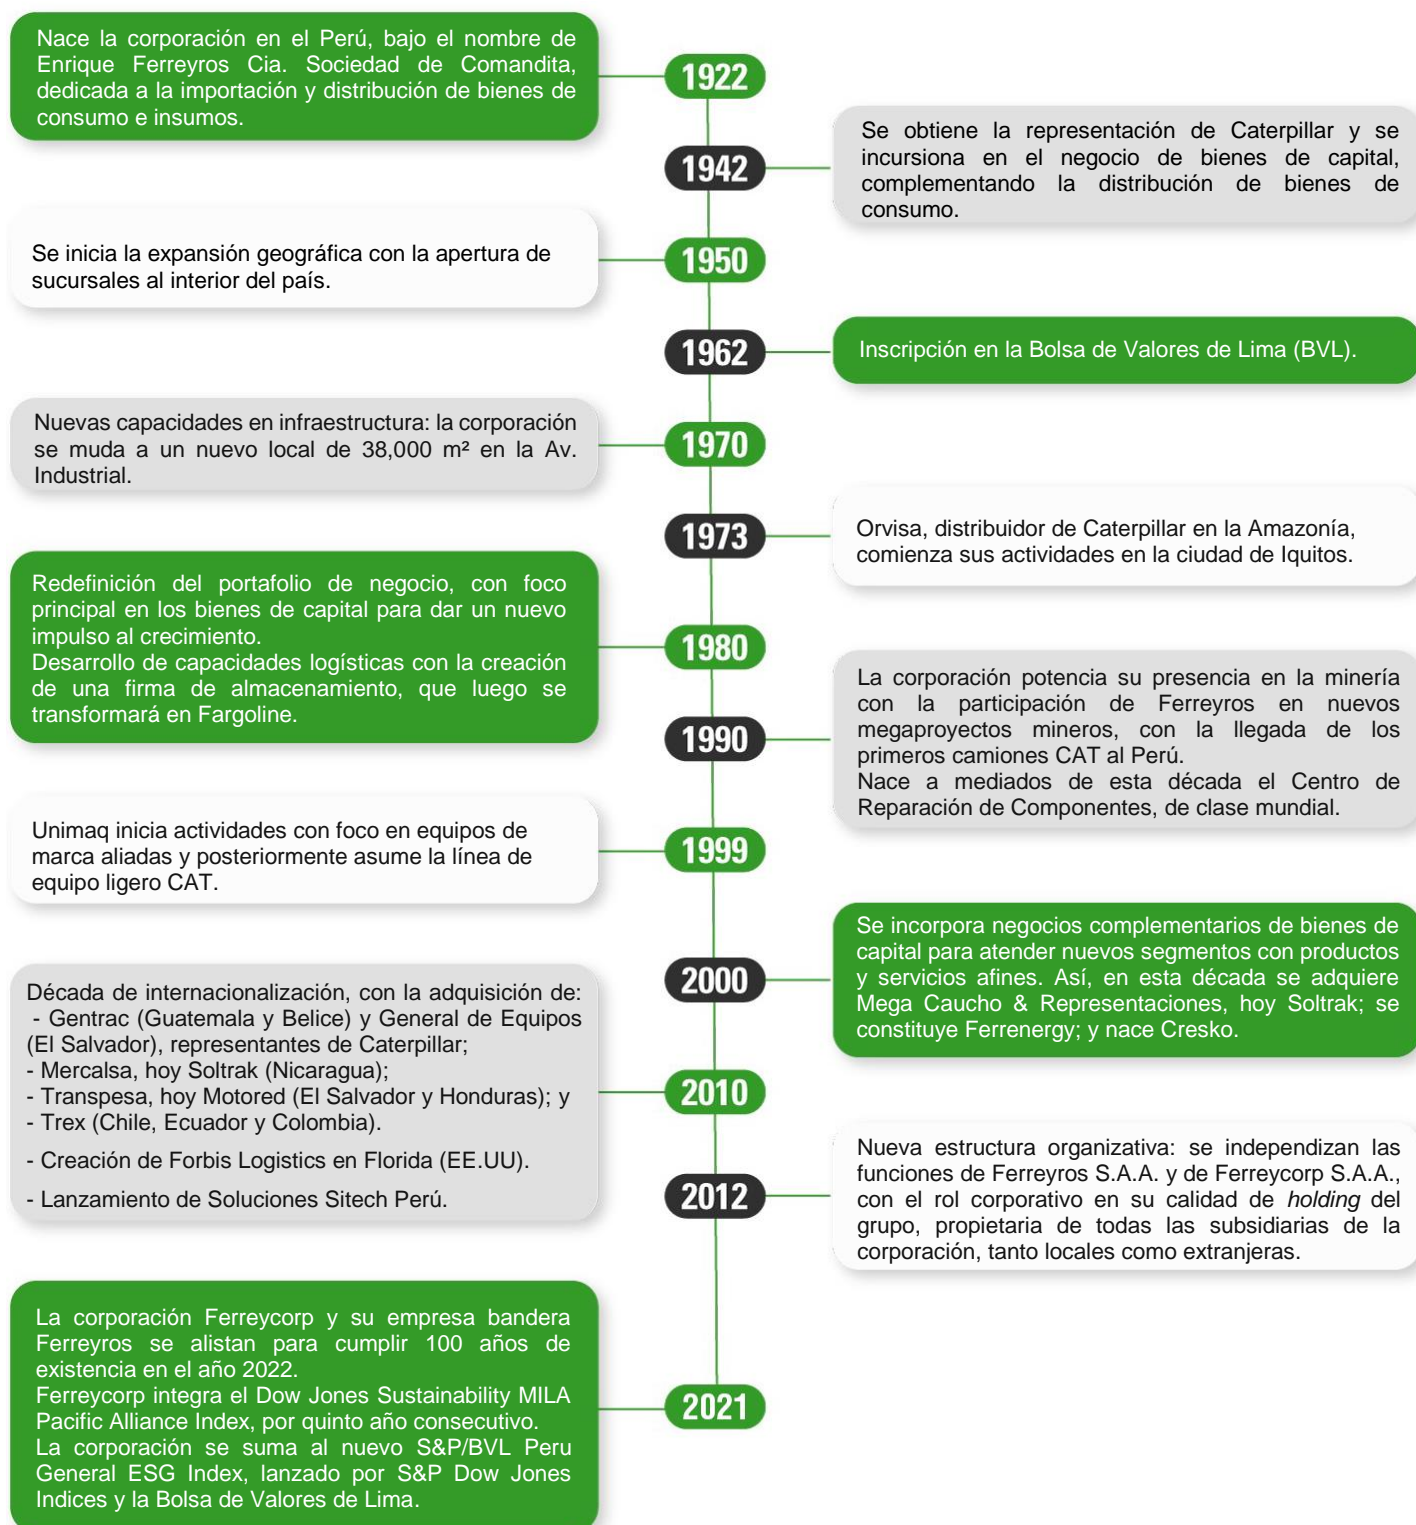 Nace la corporación en el Perú, bajo el nombre de
Enrique Ferreyros Cia. Sociedad de Comandita,
dedicada a la importación y distribución de bienes de
consumo e insumos.
1922
1942
Se obtiene la representación de Caterpillar y se
incursiona en el negocio de bienes de capital,
complementando la distribución de bienes de
consumo.
Se inicia la expansión geográfica con la apertura de
sucursales al interior del país.
1950
1962
Inscripción en la Bolsa de Valores de Lima (BVL).
Nuevas capacidades en infraestructura: la corporación
se muda a un nuevo local de 38,000 m² en la Av.
Industrial.
1970
1973
Orvisa, distribuidor de Caterpillar en la Amazonía,
comienza sus actividades en la ciudad de Iquitos.
Redefinición del portafolio de negocio, con foco
principal en los bienes de capital para dar un nuevo
impulso al crecimiento.
Desarrollo de capacidades logísticas con la creación
de una firma de almacenamiento, que luego se
transformará en Fargoline.
1980
1990
La corporación potencia su presencia en la minería
con la participación de Ferreyros en nuevos
megaproyectos mineros, con la llegada de los
primeros camiones CAT al Perú.
Nace a mediados de esta década el Centro de
Reparación de Componentes, de clase mundial.
Unimaq inicia actividades con foco en equipos de
marca aliadas y posteriormente asume la línea de
equipo ligero CAT.
1999
2000
Se incorpora negocios complementarios de bienes de
capital para atender nuevos segmentos con productos
y servicios afines. Así, en esta década se adquiere
Mega Caucho & Representaciones, hoy Soltrak; se
constituye Ferrenergy; y nace Cresko.
Década de internacionalización, con la adquisición de:
- Gentrac (Guatemala y Belice) y General de Equipos
(El Salvador), representantes de Caterpillar;
- Mercalsa, hoy Soltrak (Nicaragua);
- Transpesa, hoy Motored (El Salvador y Honduras); y
- Trex (Chile, Ecuador y Colombia).
- Creación de Forbis Logistics en Florida (EE.UU).
- Lanzamiento de Soluciones Sitech Perú.
2010
2012
Nueva estructura organizativa: se independizan las
funciones de Ferreyros S.A.A. y de Ferreycorp S.A.A.,
con el rol corporativo en su calidad de holding del
grupo, propietaria de todas las subsidiarias de la
corporación, tanto locales como extranjeras.
La corporación Ferreycorp y su empresa bandera
Ferreyros se alistan para cumplir 100 años de
existencia en el año 2022.
Ferreycorp integra el Dow Jones Sustainability MILA
Pacific Alliance Index, por quinto año consecutivo.
La corporación se suma al nuevo S&P/BVL Peru
General ESG Index, lanzado por S&P Dow Jones
Indices y la Bolsa de Valores de Lima.
2021